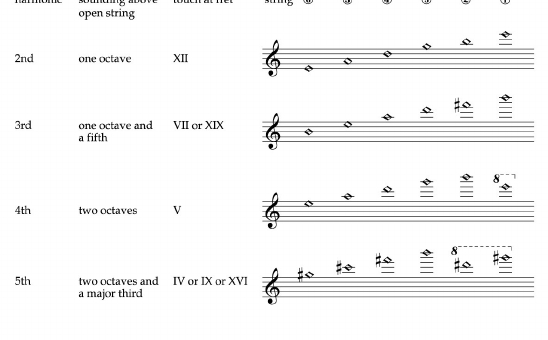 harmonic sounding above touch at fret string ⑥ ⑤ ④ ③ ② ①
open string
2nd one octave XII
3rd one octave and VII or XIX
a fifth
4th two octaves V
8
5th two octaves and IV or IX or XVI
a major third
8